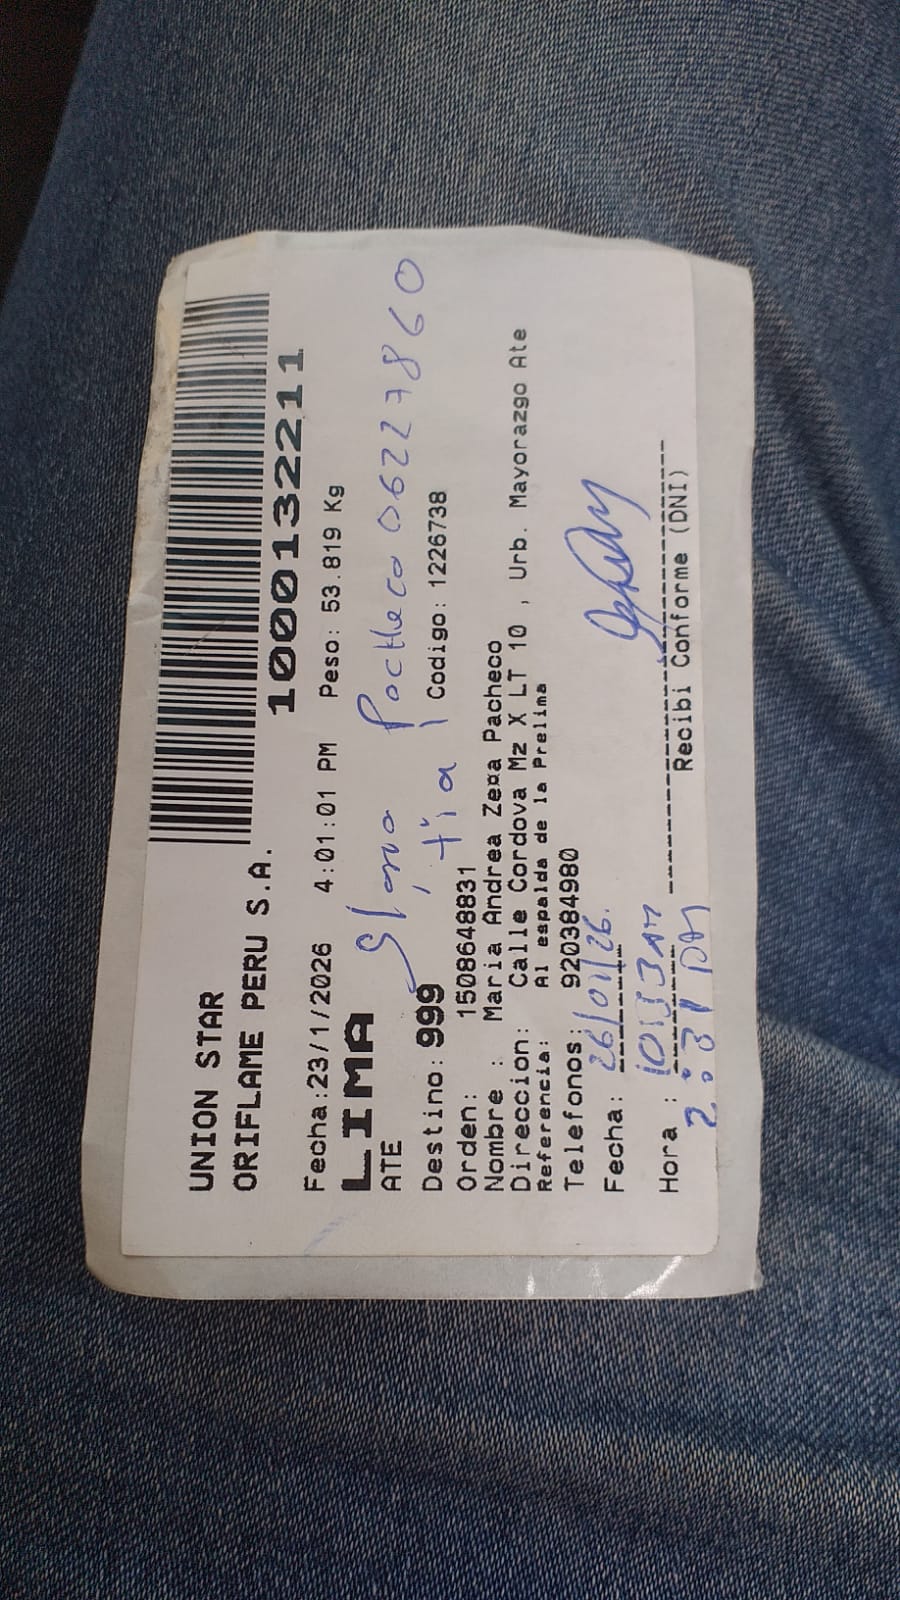 UNION STAR
ORIFLAME PERU S.A.
1000132211
Fecha:23/1/2026 4:01:01 PM Peso: 53.819 Kg
LIMA
Pacheco 06227860
ATE
tia
Destino: 999 Codigo: 1226738
Orden: 1508648831
Nombre : Maria Andrea Zepa Pacheco
Direccion: Calle Cordova Mz X LT 10 , Urb. Mayorazgo Ate
Referencia: Al espalda de la Prelima
Telefonos: 920384980
Fecha: 26/01/26.
Hora :
2:31 PM
Recibi Conforme (DNI)